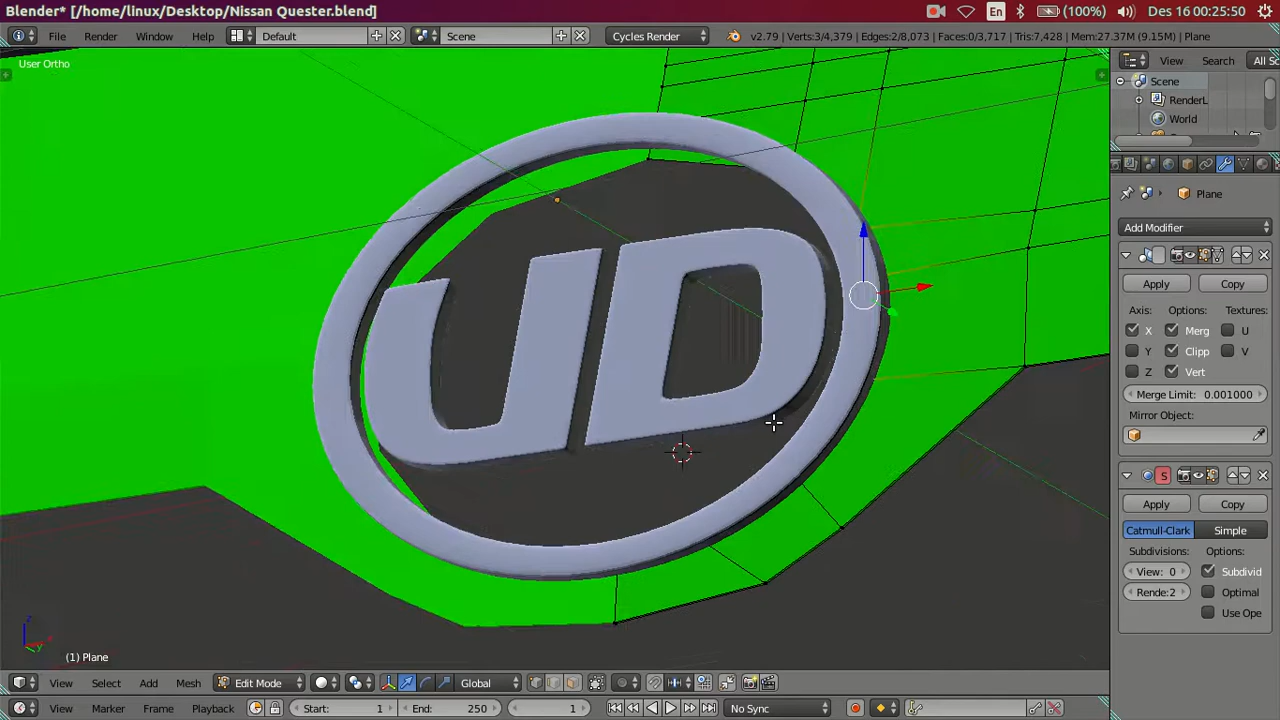 Blender* [/home/linux/Desktop/Nissan Quester.blend]
En (100%) Des 16 00:25:50
File Render Window Help Default Scene Cycles Render v2.79 | Verts:3/4,379 | Edges:2/8,073 | Faces:0/3,717 | Tris:7,428 | Mem:27.37M (9.15M) | Plane
User Ortho
View Search All Sc
Scene
RenderL
World
Plane
Add Modifier
Apply Copy
Axis: Options: Textures:
X Merg U
Y Clipp V
Z Vert
Merge Limit: 0.001000
Mirror Object:
S
Apply Copy
Catmull-Clark Simple
Subdivisions: Options:
View: 0 Subdivid
Rende:2 Optimal
Use Ope
UD
z
y
(1) Plane
View Select Add Mesh Edit Mode Global
View Marker Frame Playback Start: 1 End: 250 1 No Sync